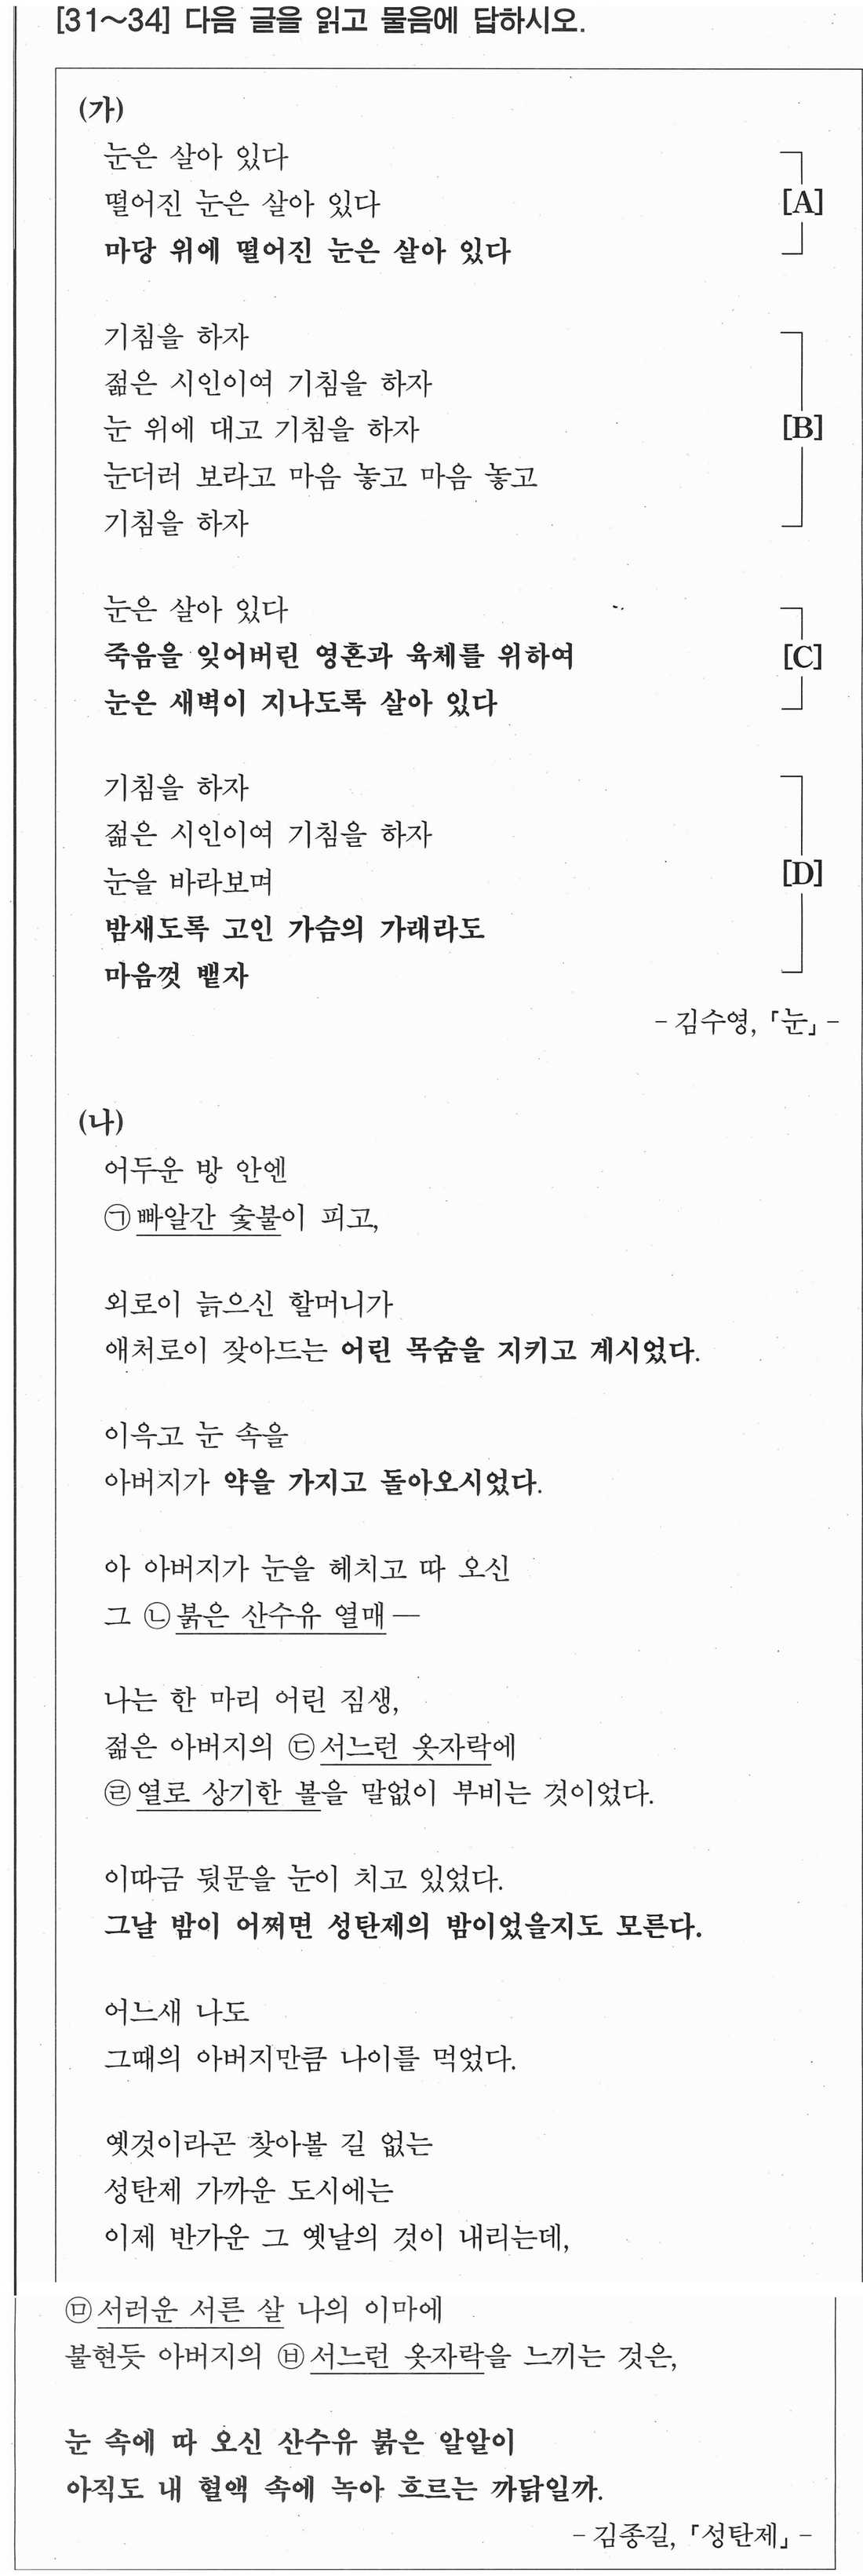 [31～34] 다음 글을 읽고 물음에 답하시오.
(가)
눈은 살아 있다
떨어진 눈은 살아 있다
[A]
마당 위에 떨어진 눈은 살아 있다
기침을 하자
젊은 시인이여 기침을 하자
눈 위에 대고 기침을 하자
[B]
눈더러 보라고 마음 놓고 마음 놓고
기침을 하자
눈은 살아 있다
죽음을 잊어버린 영혼과 육체를 위하여
[C]
눈은 새벽이 지나도록 살아 있다
기침을 하자
젊은 시인이여 기침을 하자
눈을 바라보며
[D]
밤새도록 고인 가슴의 가래라도
마음껏 뱉자
- 김수영, 「눈」 -
(나)
어두운 방 안엔
㉠빠알간 숯불이 피고,
외로이 늙으신 할머니가
애처로이 잦아드는 어린 목숨을 지키고 계시었다.
이윽고 눈 속을
아버지가 약을 가지고 돌아오시었다.
아 아버지가 눈을 헤치고 따 오신
그 ㉡붉은 산수유 열매―
나는 한 마리 어린 짐생,
젊은 아버지의 ㉢서느런 옷자락에
㉣열로 상기한 볼을 말없이 부비는 것이었다.
이따금 뒷문을 눈이 치고 있었다.
그날 밤이 어쩌면 성탄제의 밤이었을지도 모른다.
어느새 나도
그때의 아버지만큼 나이를 먹었다.
옛것이라곤 찾아볼 길 없는
성탄제 가까운 도시에는
이제 반가운 그 옛날의 것이 내리는데,
㉤서러운 서른 살 나의 이마에
불현듯 아버지의 ㉥서느런 옷자락을 느끼는 것은,
눈 속에 따 오신 산수유 붉은 알알이
아직도 내 혈액 속에 녹아 흐르는 까닭일까.
- 김종길, 「성탄제」 -